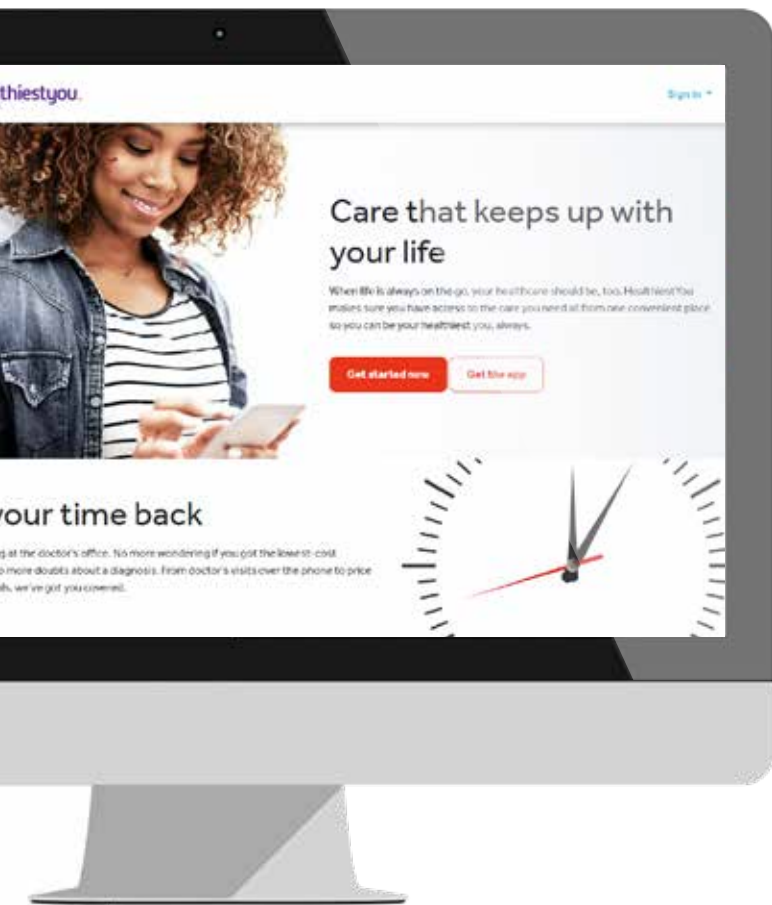 thiestyou.
Sign In
Care that keeps up with
your life
When life is always on the go, your healthcare should be, too. HealthiestYou
makes sure you have access to the care you need at from one convenient place
so you can be your healthiest you, always.
Get started now
Get the app
your time back
g at the doctor's office. No more wondering if you got the lowest-cost
o more doubts about a diagnosis. From doctor's visits over the phone to price
we've got you covered.